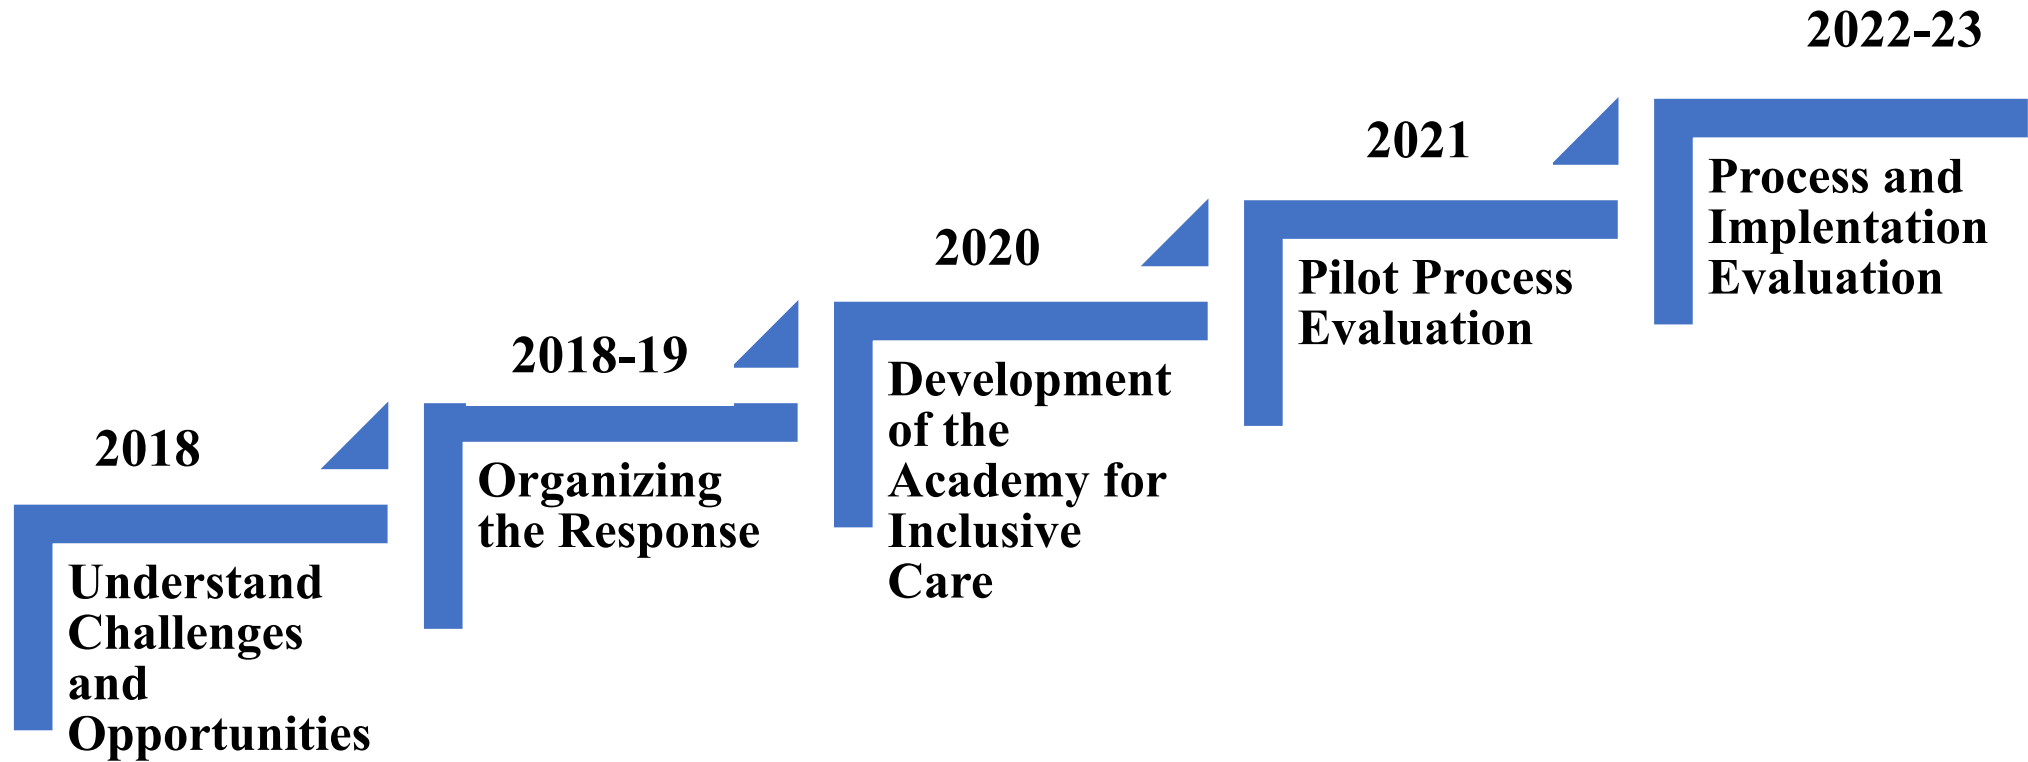 2018
Understand
Challenges
and
Opportunities
2018-19
Organizing
the Response
2020
Development
of the
Academy for
Inclusive
Care
2021
Pilot Process
Evaluation
2022-23
Process and
Implentation
Evaluation